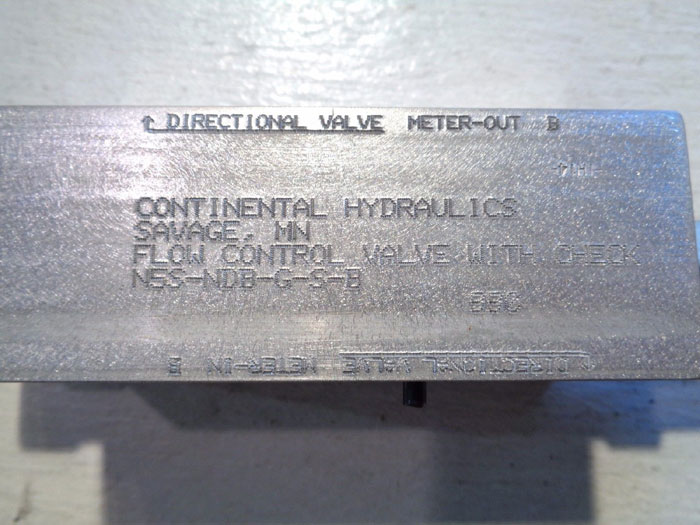 ↑ DIRECTIONAL VALVE METER-OUT B
CONTINENTAL HYDRAULICS
SAVAGE, MN
FLOW CONTROL VALVE WITH CHECK
N5S-NDB-G-S-B
↑ DIRECTIONAL VALVE METER-IN B